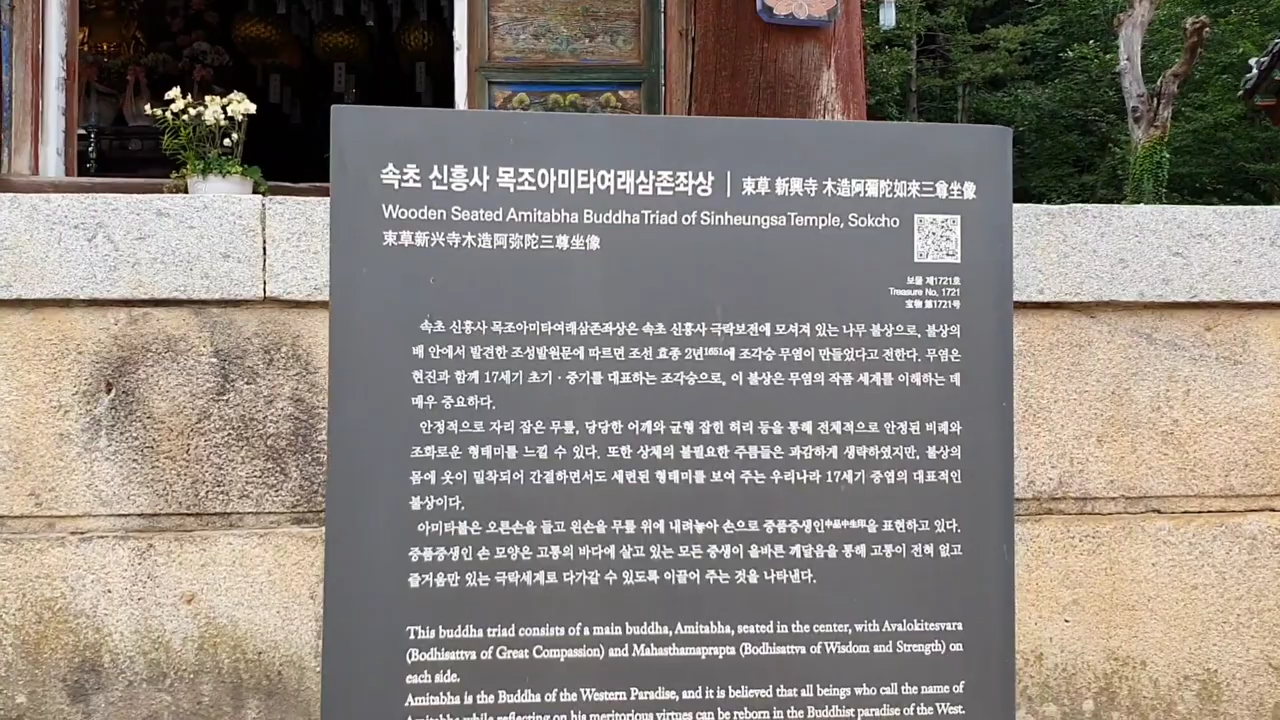 속초 신흥사 목조아미타여래삼존좌상 | 束草 新興寺 木造阿彌陀如來三尊坐像
Wooden Seated Amitabha Buddha Triad of Sinheungsa Temple, Sokcho
束草新兴寺木造阿弥陀三尊坐像
보물 제1721호
Treasure No, 1721
宝物 第1721号
속초 신흥사 목조아미타여래삼존좌상은 속초 신흥사 극락보전에 모셔져 있는 나무 불상으로, 불상의
배 안에서 발견한 조성발원문에 따르면 조선 효종 2년1651에 조각승 무염이 만들었다고 전한다. 무염은
현진과 함께 17세기 초기 · 중기를 대표하는 조각승으로, 이 불상은 무염의 작품 세계를 이해하는 데
매우 중요하다.
안정적으로 자리 잡은 무릎, 당당한 어깨와 균형 잡힌 허리 등을 통해 전체적으로 안정된 비례와
조화로운 형태미를 느낄 수 있다. 또한 상체의 불필요한 주름들은 과감하게 생략하였지만, 불상의
몸에 옷이 밀착되어 간결하면서도 세련된 형태미를 보여 주는 우리나라 17세기 중엽의 대표적인
불상이다.
아미타불은 오른손을 들고 왼손을 무릎 위에 내려놓아 손으로 중품중생인中品中生印을 표현하고 있다.
중품중생인 손 모양은 고통의 바다에 살고 있는 모든 중생이 올바른 깨달음을 통해 고통이 전혀 없고
즐거움만 있는 극락세계로 다가갈 수 있도록 이끌어 주는 것을 나타낸다.
This buddha triad consists of a main buddha, Amitabha, seated in the center, with Avalokitesvara
(Bodhisattva of Great Compassion) and Mahasthamaprapta (Bodhisattva of Wisdom and Strength) on
each side.
Amitabha is the Buddha of the Western Paradise, and it is believed that all beings who call the name of
Amitabha while reflecting on his meritorious virtues can be reborn in the Buddhist paradise of the West.